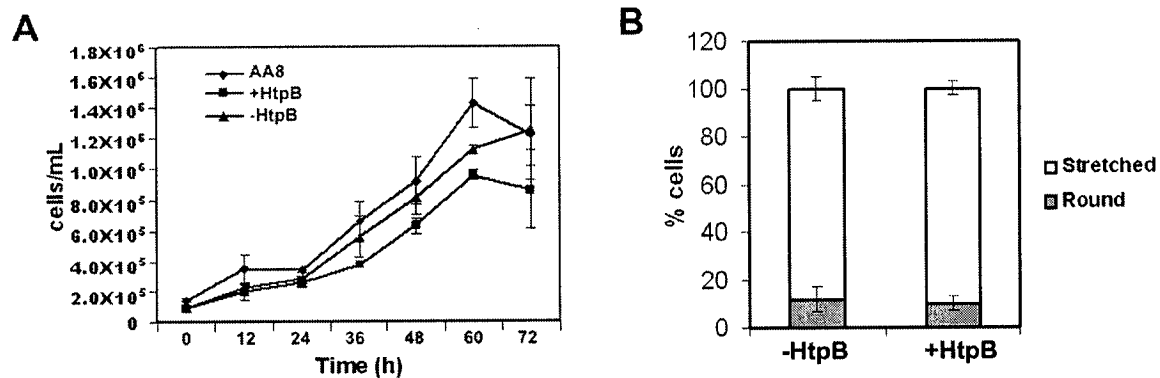 A
1.8X10⁶
1.6X10⁶
1.4X10⁶
1.2X10⁶
1.0X10⁶
8.0X10⁵
6.0X10⁵
4.0X10⁵
2.0X10⁵
0
cells/mL
AA8
+HtpB
-HtpB
0 12 24 36 48 60 72
Time (h)
B
120
100
80
60
40
20
0
% cells
-HtpB +HtpB
Stretched
Round